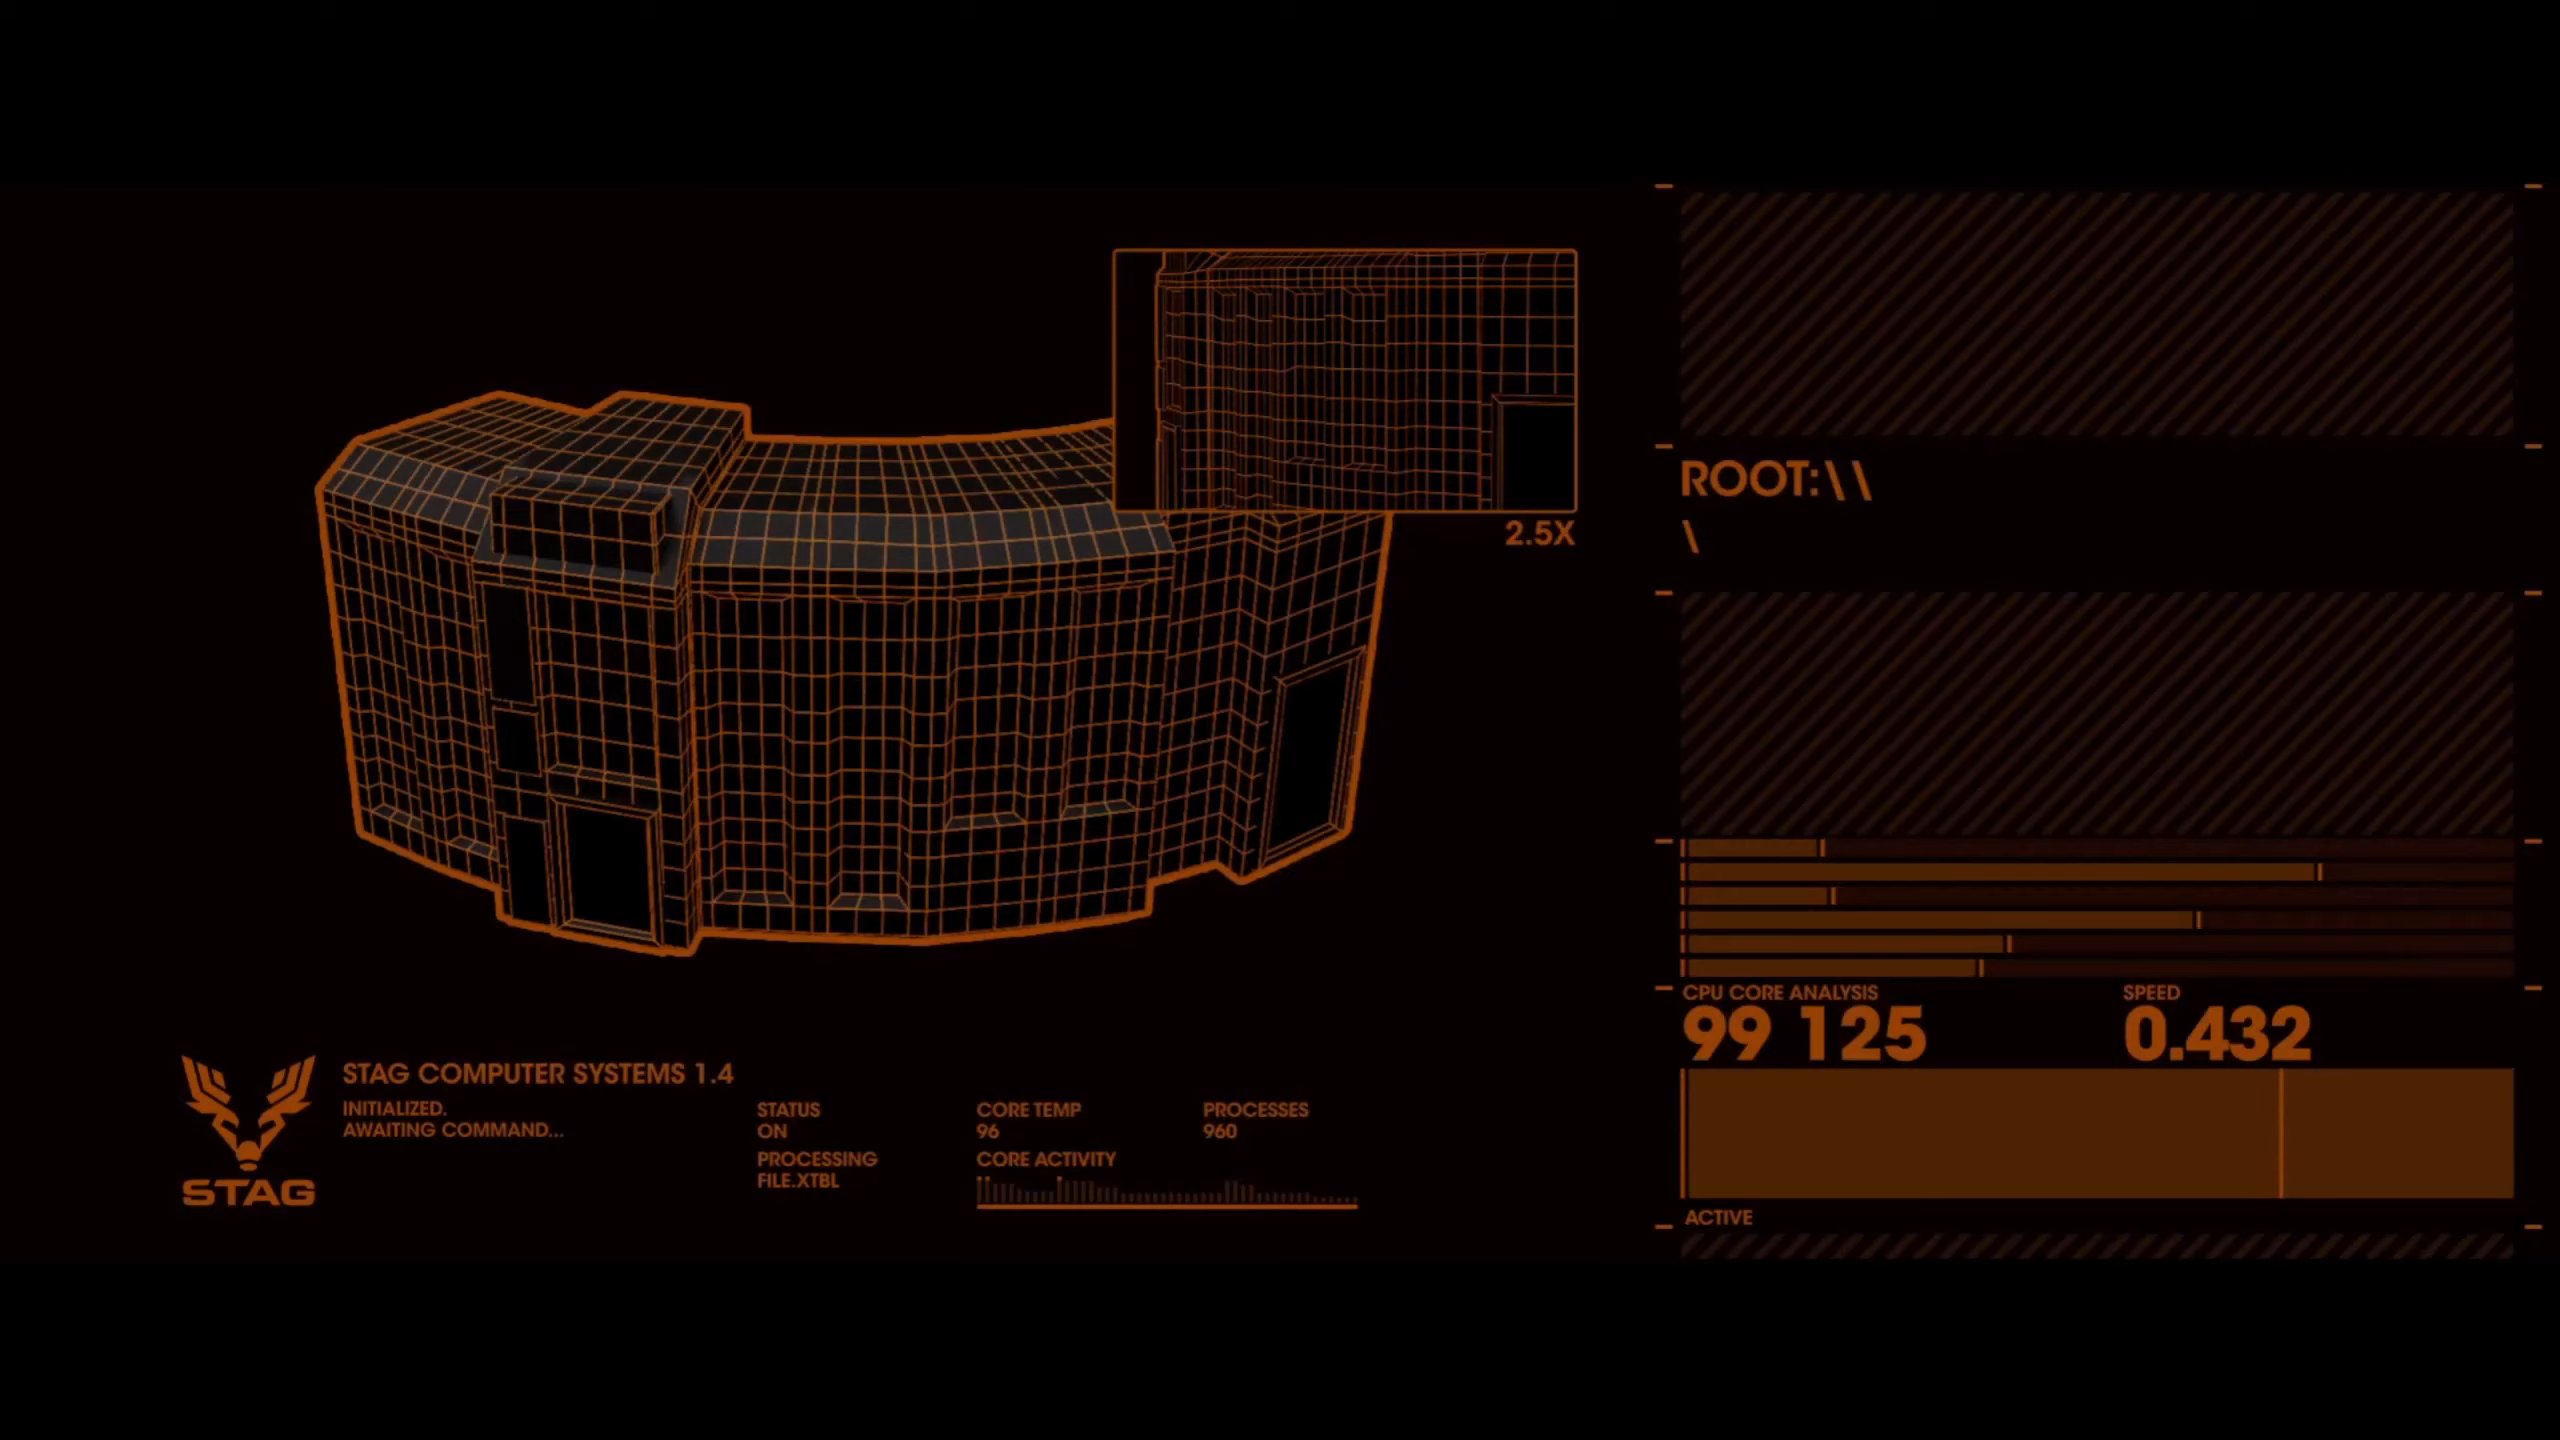 2.5X
ROOT:\\
\
CPU CORE ANALYSIS
99 125
SPEED
0.432
ACTIVE
STAG
STAG COMPUTER SYSTEMS 1.4
INITIALIZED.
AWAITING COMMAND...
STATUS
ON
PROCESSING
FILE.XTBL
CORE TEMP
96
CORE ACTIVITY
PROCESSES
960